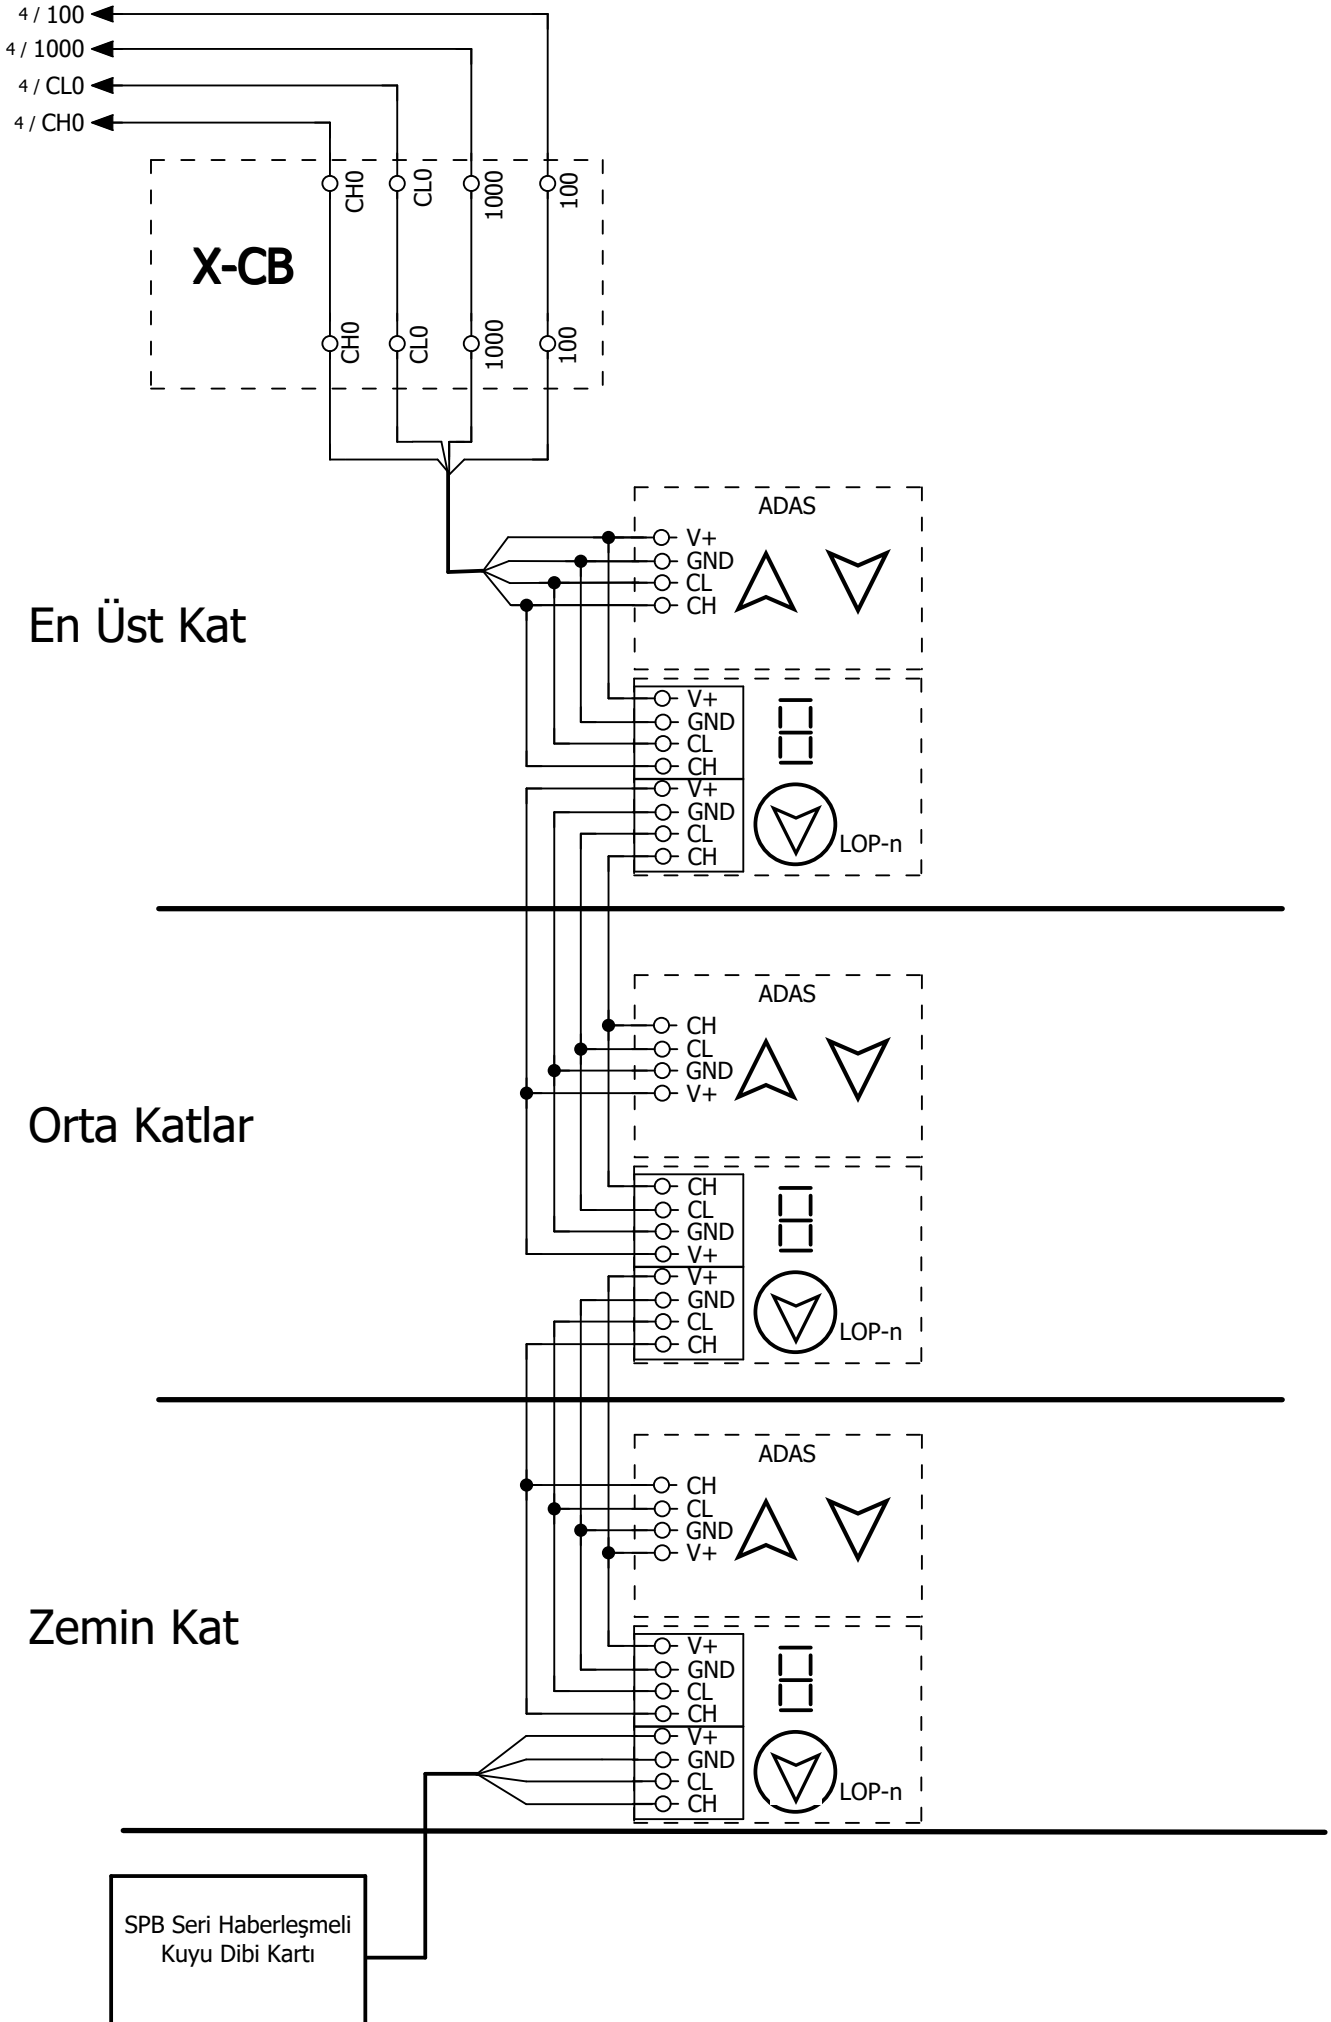 4 / 100
4 / 1000
4 / CL0
4 / CH0
CH0
CL0
1000
100
X-CB
CH0
CL0
1000
100
En Üst Kat
ADAS
V+
GND
CL
CH
V+
GND
CL
CH
V+
GND
CL
CH
LOP-n
Orta Katlar
ADAS
CH
CL
GND
V+
CH
CL
GND
V+
V+
GND
CL
CH
LOP-n
Zemin Kat
ADAS
CH
CL
GND
V+
V+
GND
CL
CH
V+
GND
CL
CH
LOP-n
SPB Seri Haberleşmeli
Kuyu Dibi Kartı